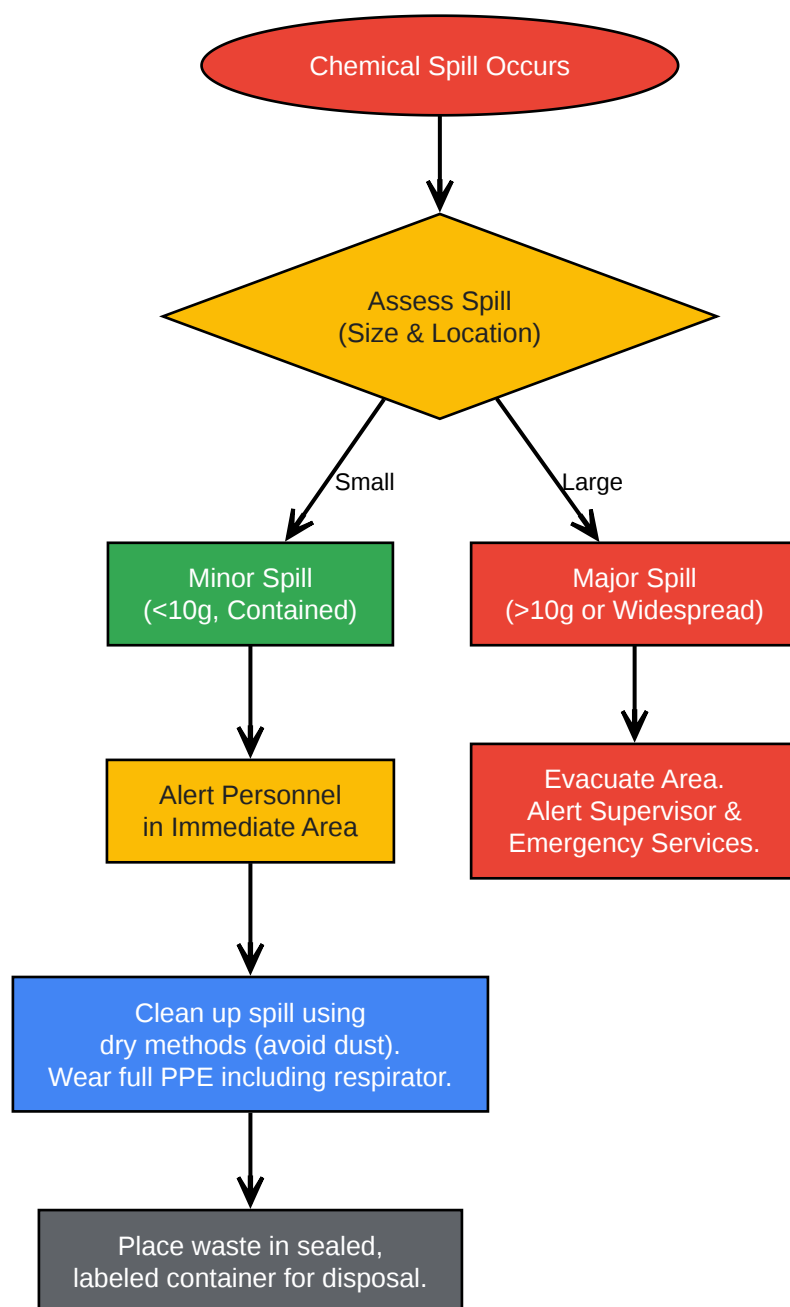 Chemical Spill Occurs
Assess Spill
(Size & Location)
Small
Large
Minor Spill
(<10g, Contained)
Major Spill
(>10g or Widespread)
Alert Personnel
in Immediate Area
Evacuate Area.
Alert Supervisor &
Emergency Services.
Clean up spill using
dry methods (avoid dust).
Wear full PPE including respirator.
Place waste in sealed,
labeled container for disposal.